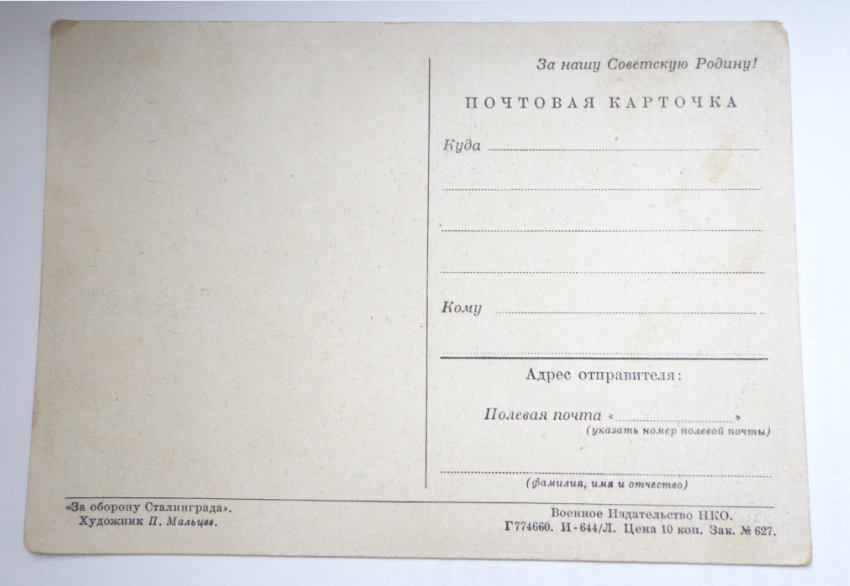 За нашу Советскую Родину!
ПОЧТОВАЯ КАРТОЧКА
Куда
Кому
Адрес отправителя:
Полевая почта « »
(указать номер полевой почты)
(фамилия, имя и отчество)
«За оборону Сталинграда».
Художник П. Мальцев.
Военное Издательство НКО.
Г774660. И-644/Л. Цена 10 коп. Зак. № 627.